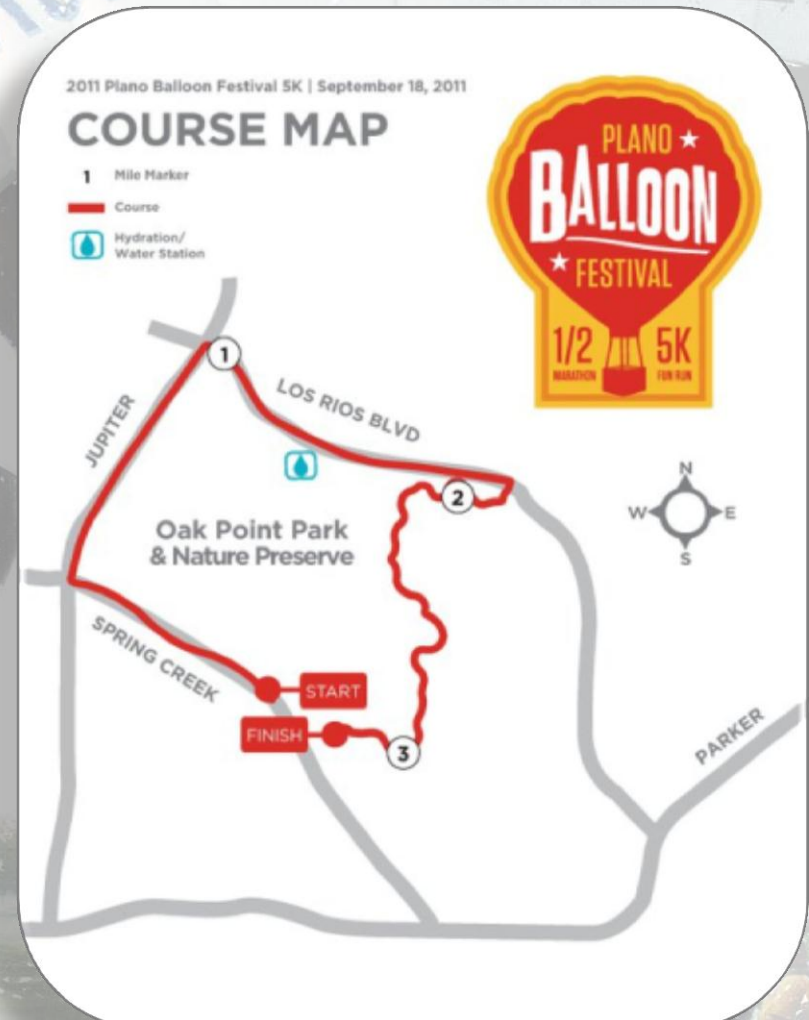 2011 Plano Balloon Festival 5K | September 18, 2011
COURSE MAP
1 Mile Marker
Course
Hydration/
Water Station
PLANO
BALLOON
FESTIVAL
1/2
MARATHON
5K
FUN RUN
1
JUPITER
LOS RIOS BLVD
2
N
W E
S
Oak Point Park
& Nature Preserve
SPRING CREEK
START
FINISH
3
PARKER